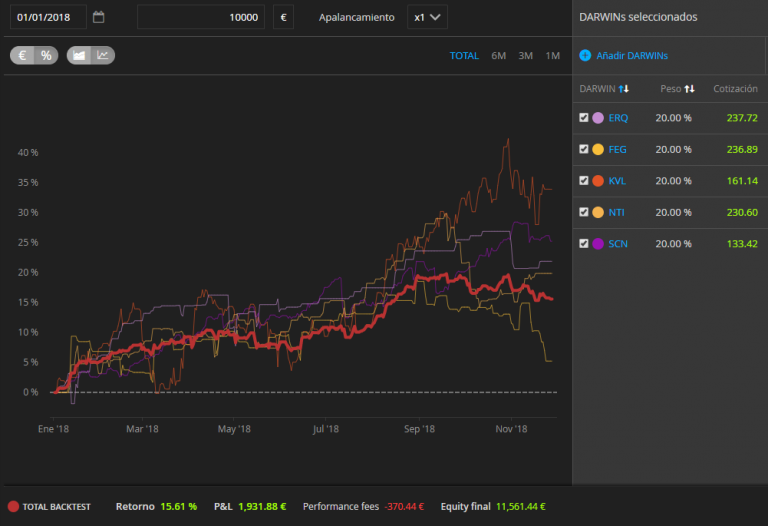 01/01/2018 10000 € Apalancamiento x1
DARWINs seleccionados
€ % TOTAL 6M 3M 1M
Añadir DARWINs
DARWIN Peso Cotización
ERQ 20.00 % 237.72
FEG 20.00 % 236.89
KVL 20.00 % 161.14
NTI 20.00 % 230.60
SCN 20.00 % 133.42
40 %
35 %
30 %
25 %
20 %
15 %
10 %
5 %
0 %
Ene '18 Mar '18 May '18 Jul '18 Sep '18 Nov '18
TOTAL BACKTEST Retorno 15.61 % P&L 1,931.88 € Performance fees -370.44 € Equity final 11,561.44 €